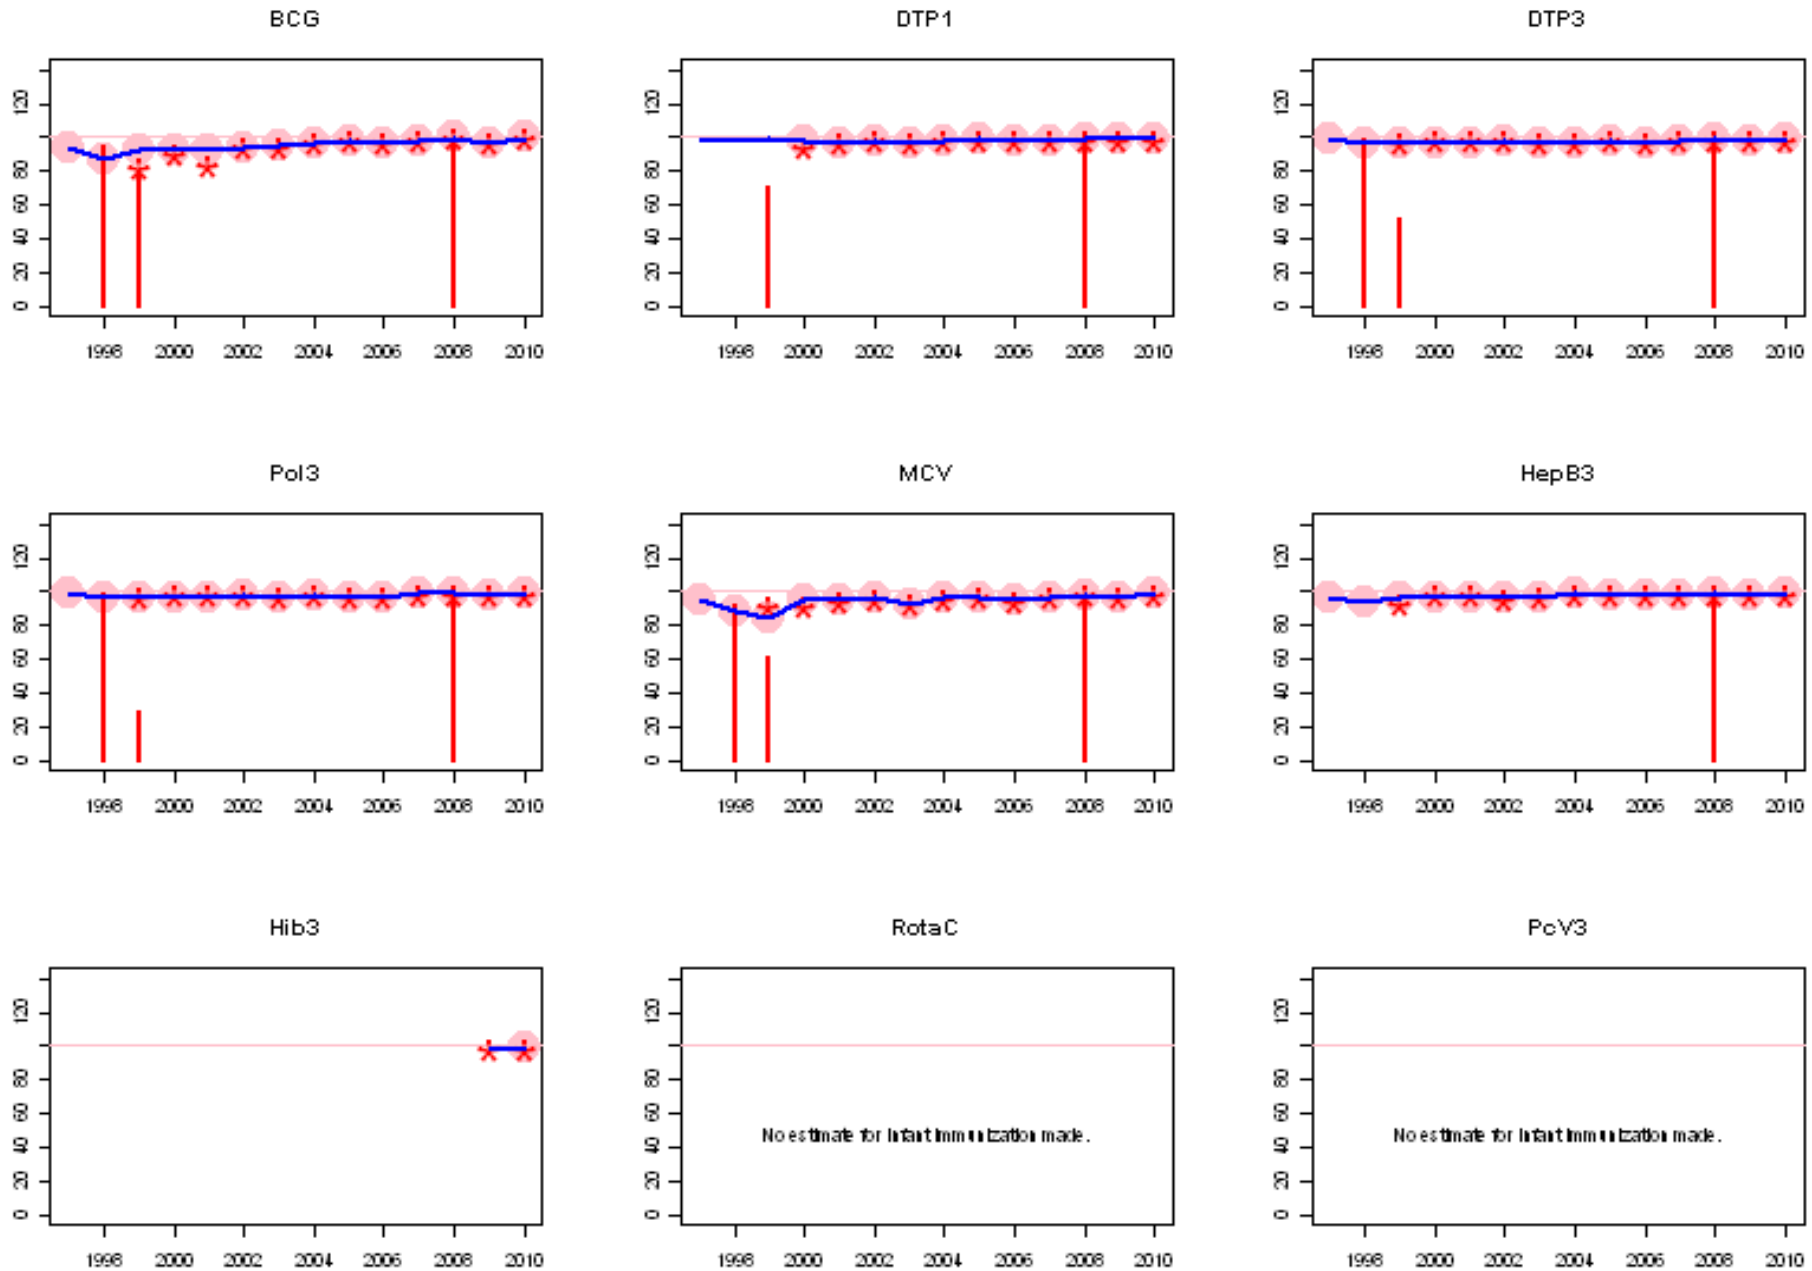 BCG DTP1 DTP3
120 120 120
80 80 80
60 60 60
40 40 40
20 20 20
0 0 0
1998 2000 2002 2004 2006 2008 2010 1998 2000 2002 2004 2006 2008 2010 1998 2000 2002 2004 2006 2008 2010
Pol3 MCV HepB3
120 120 120
80 80 80
60 60 60
40 40 40
20 20 20
0 0 0
1998 2000 2002 2004 2006 2008 2010 1998 2000 2002 2004 2006 2008 2010 1998 2000 2002 2004 2006 2008 2010
Hib3 RotaC PcV3
120 120 120
80 80 80
60 60 60
No estimate for infant immunization made. No estimate for infant immunization made.
40 40 40
20 20 20
0 0 0
1998 2000 2002 2004 2006 2008 2010 1998 2000 2002 2004 2006 2008 2010 1998 2000 2002 2004 2006 2008 2010